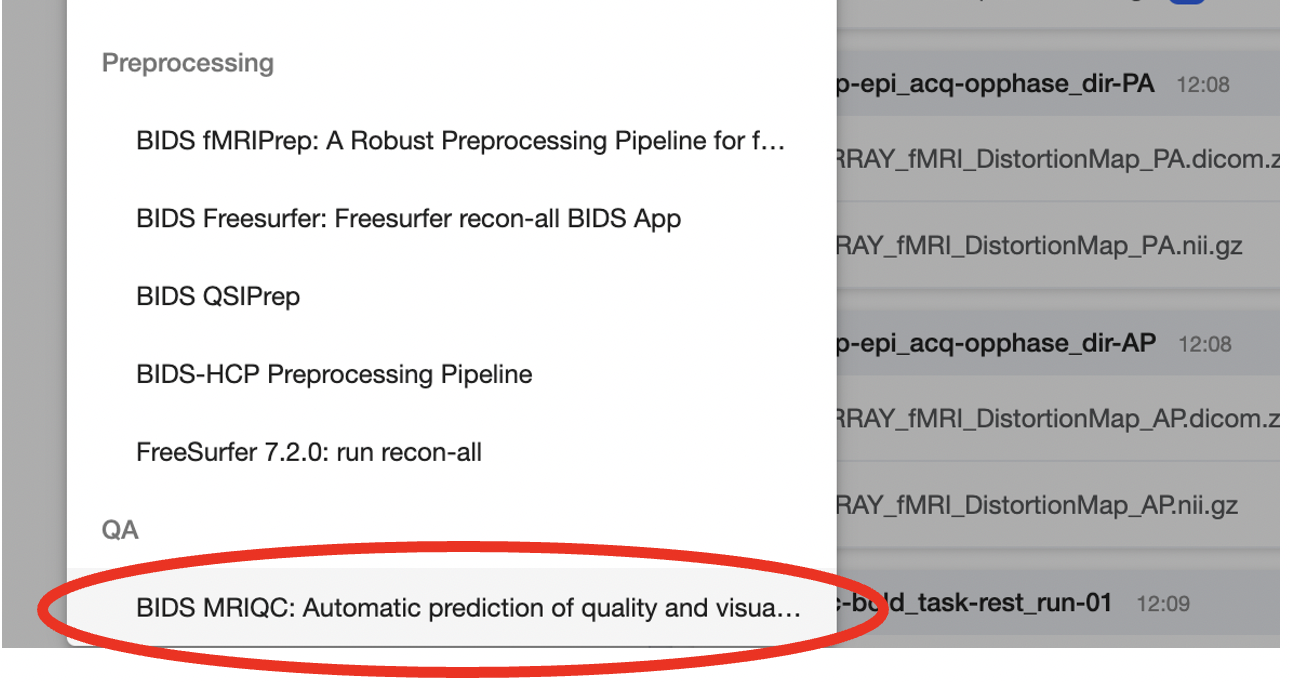 Preprocessing
BIDS fMRIPrep: A Robust Preprocessing Pipeline for f…
BIDS Freesurfer: Freesurfer recon-all BIDS App
BIDS QSIPrep
BIDS-HCP Preprocessing Pipeline
FreeSurfer 7.2.0: run recon-all
QA
BIDS MRIQC: Automatic prediction of quality and visua…
p-epi_acq-opphase_dir-PA 12:08
RRAY_fMRI_DistortionMap_PA.dicom.z
RAY_fMRI_DistortionMap_PA.nii.gz
p-epi_acq-opphase_dir-AP 12:08
RRAY_fMRI_DistortionMap_AP.dicom.z
RAY_fMRI_DistortionMap_AP.nii.gz
c-bold_task-rest_run-01 12:09